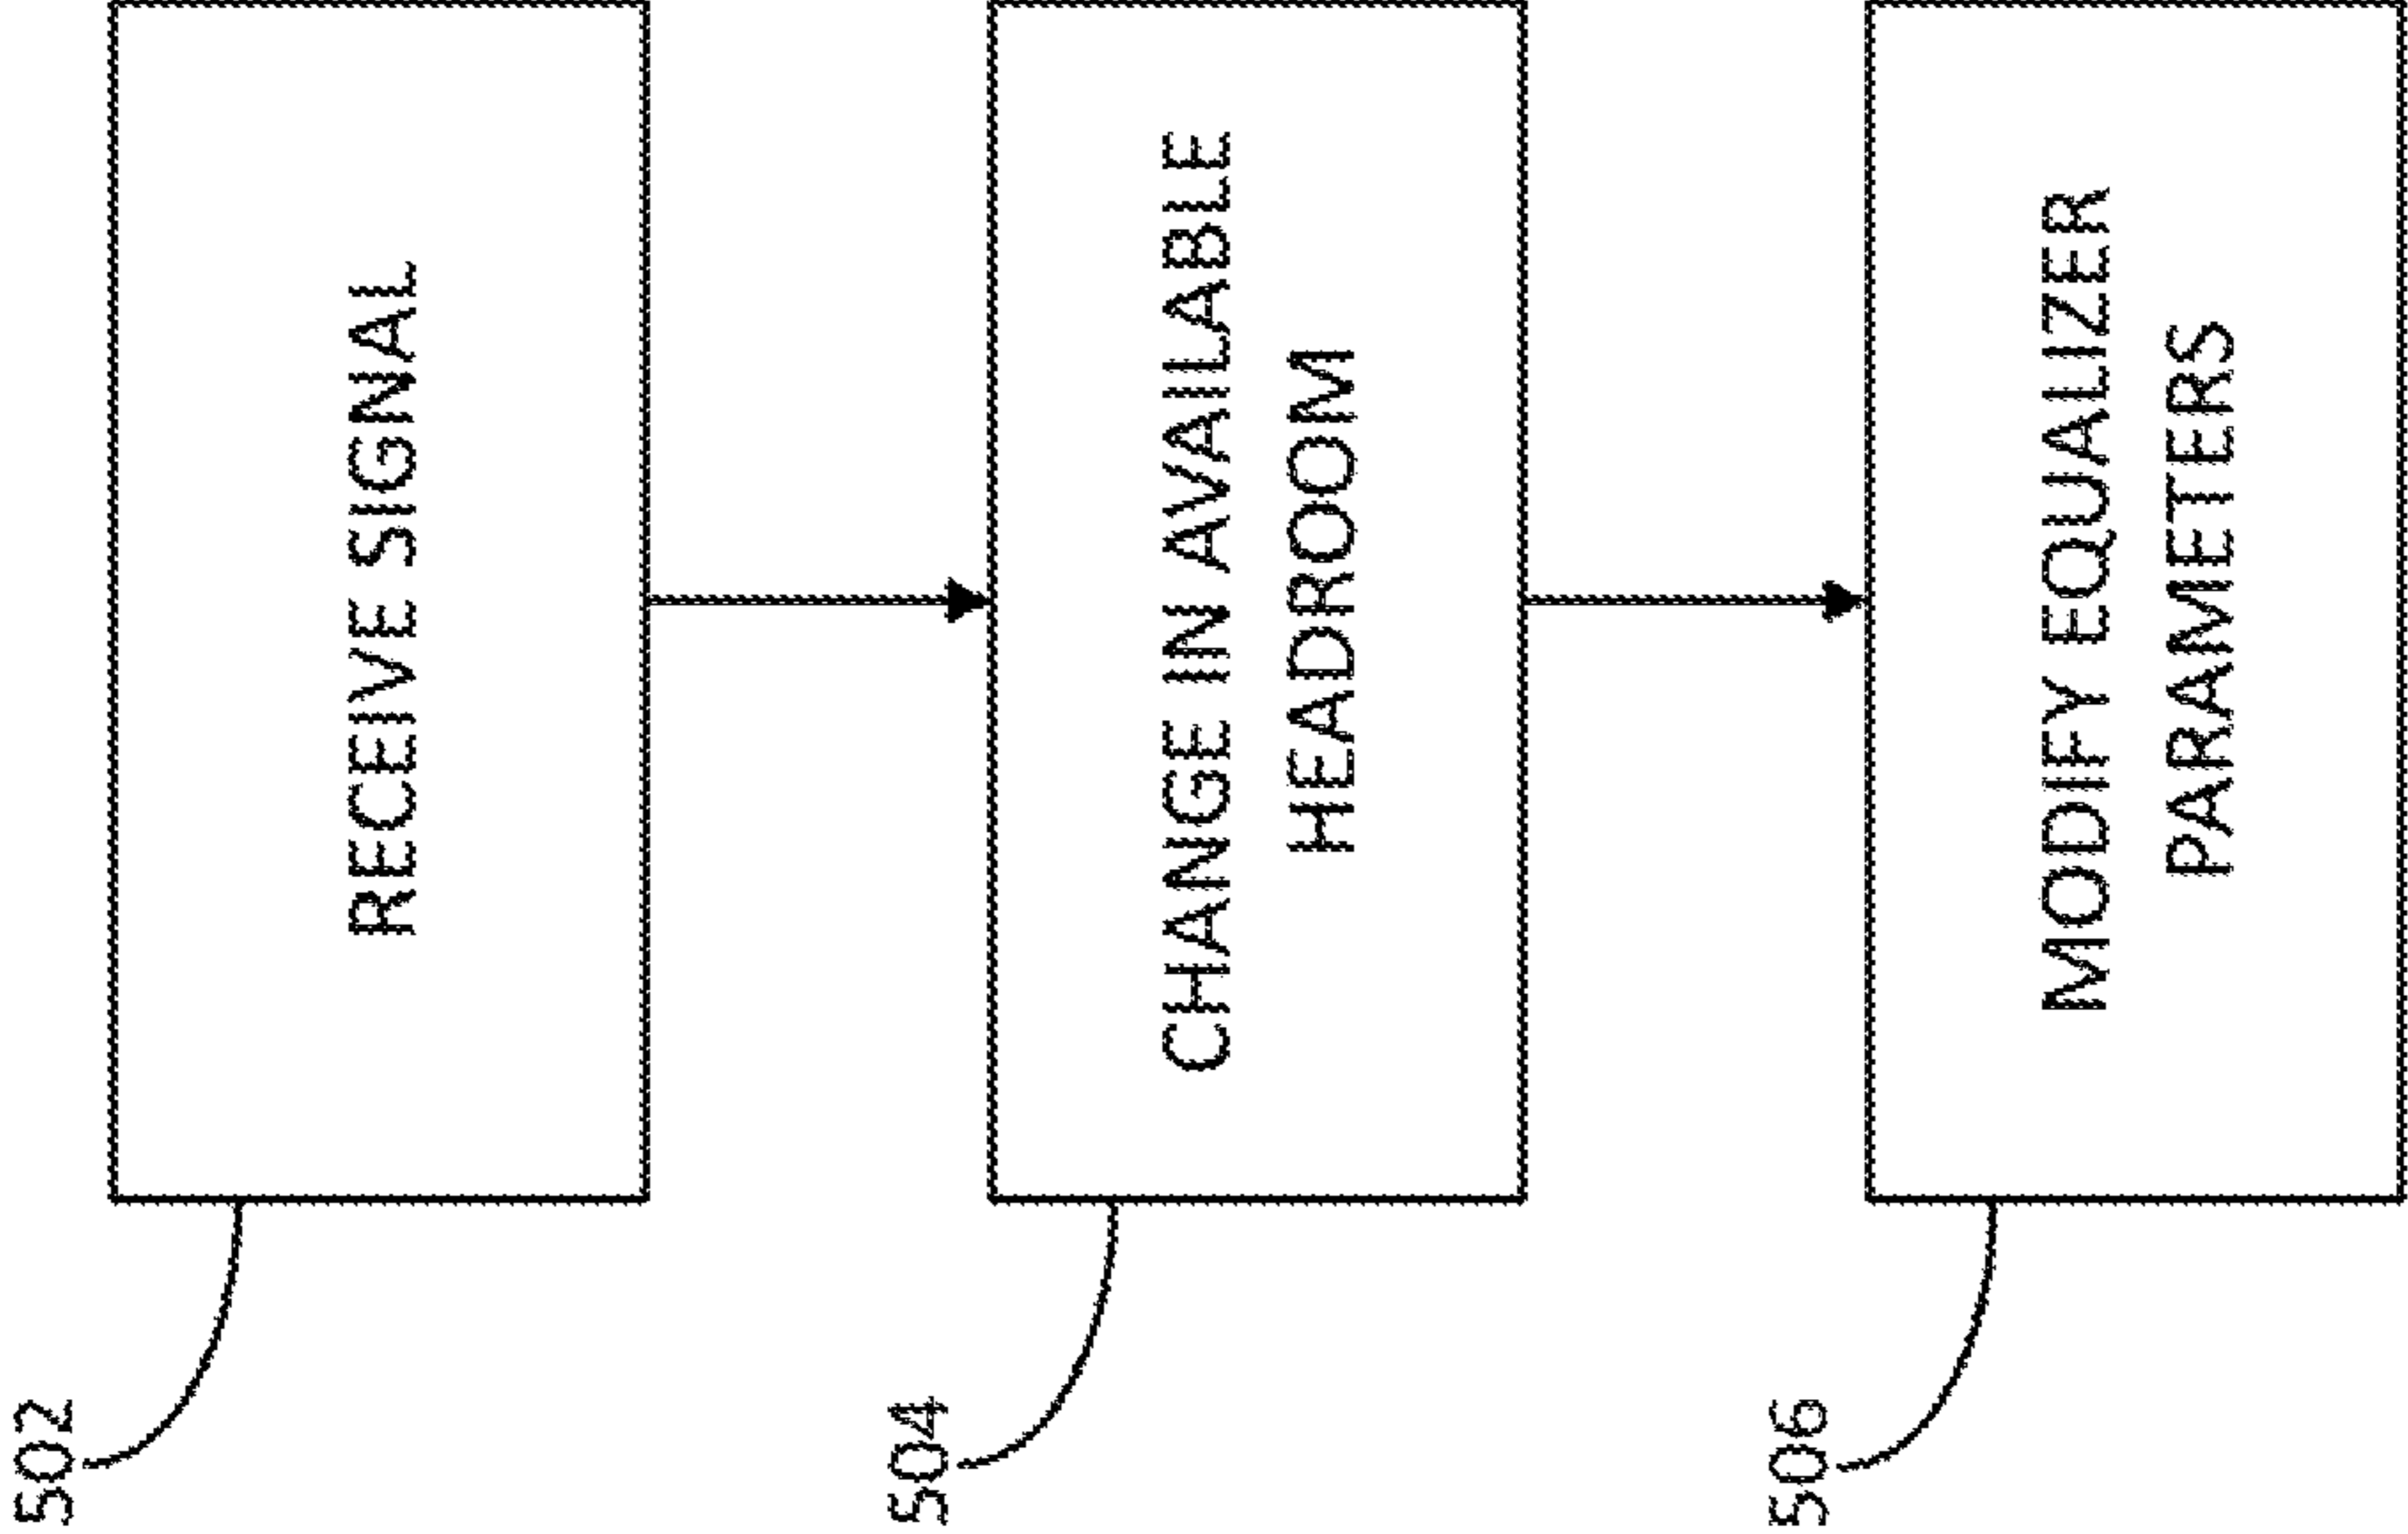 502
RECEIVE SIGNAL
504
CHANGE IN AVAILABLE
HEADROOM
506
MODIFY EQUALIZER
PARAMETERS